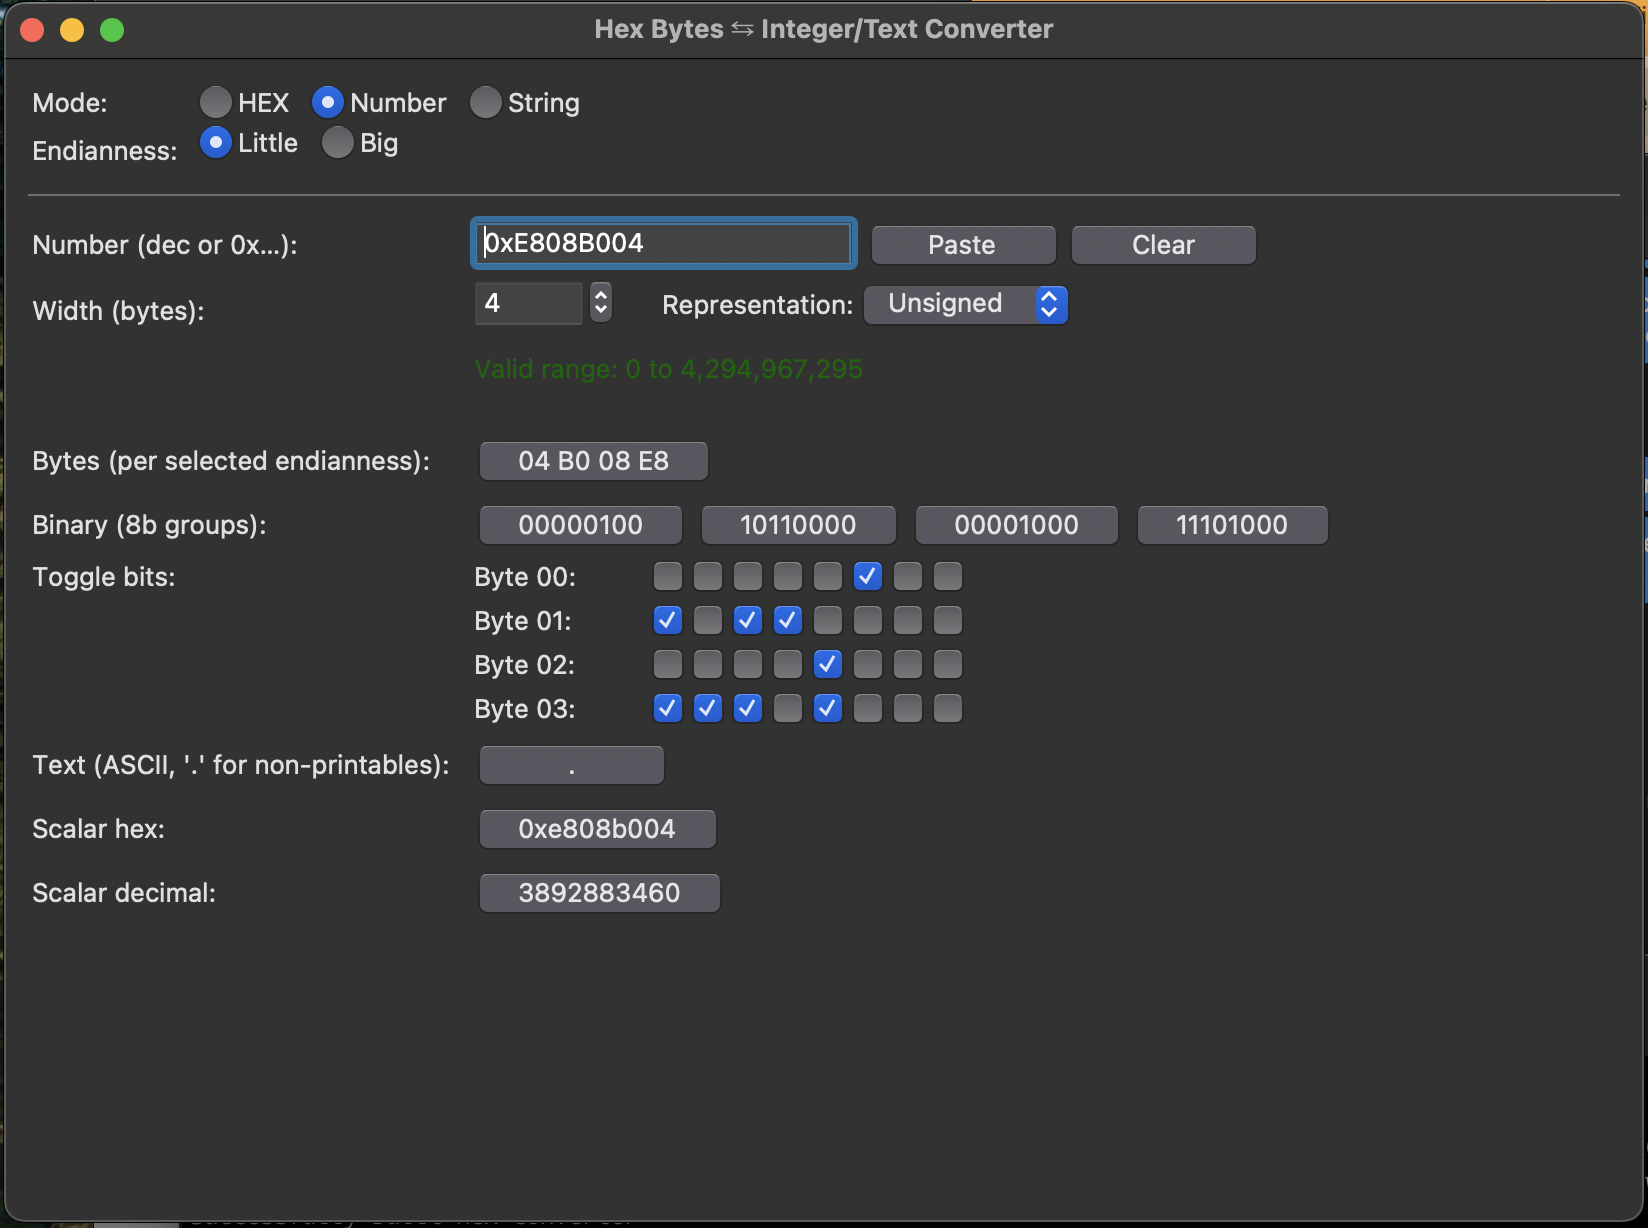 Hex Bytes ⇆ Integer/Text Converter
Mode: HEX Number String
Endianness: Little Big
Number (dec or 0x...): 0xE808B004 Paste Clear
Width (bytes): 4 Representation: Unsigned
Valid range: 0 to 4,294,967,295
Bytes (per selected endianness): 04 B0 08 E8
Binary (8b groups): 00000100 10110000 00001000 11101000
Toggle bits: Byte 00:
Byte 01:
Byte 02:
Byte 03:
Text (ASCII, '.' for non-printables): .
Scalar hex: 0xe808b004
Scalar decimal: 3892883460